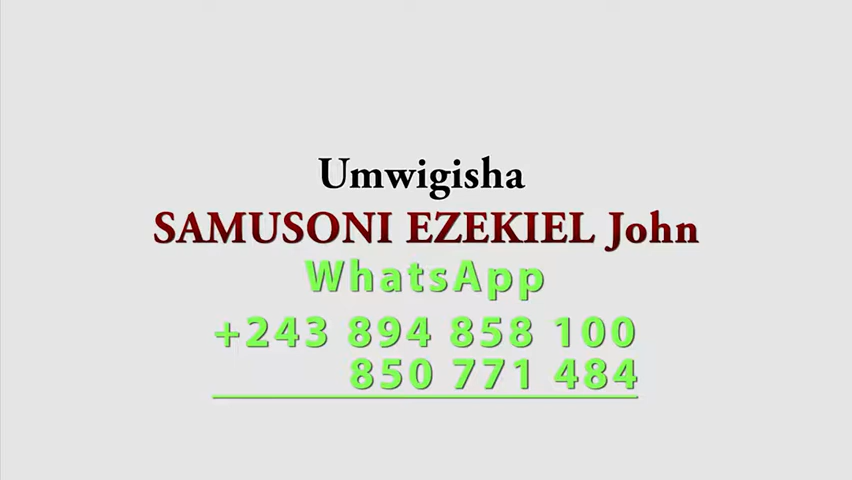 Umwigisha
SAMUSONI EZEKIEL John
WhatsApp
+243 894 858 100
850 771 484